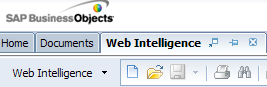 SAP BusinessObjects
Home Documents Web Intelligence
Web Intelligence